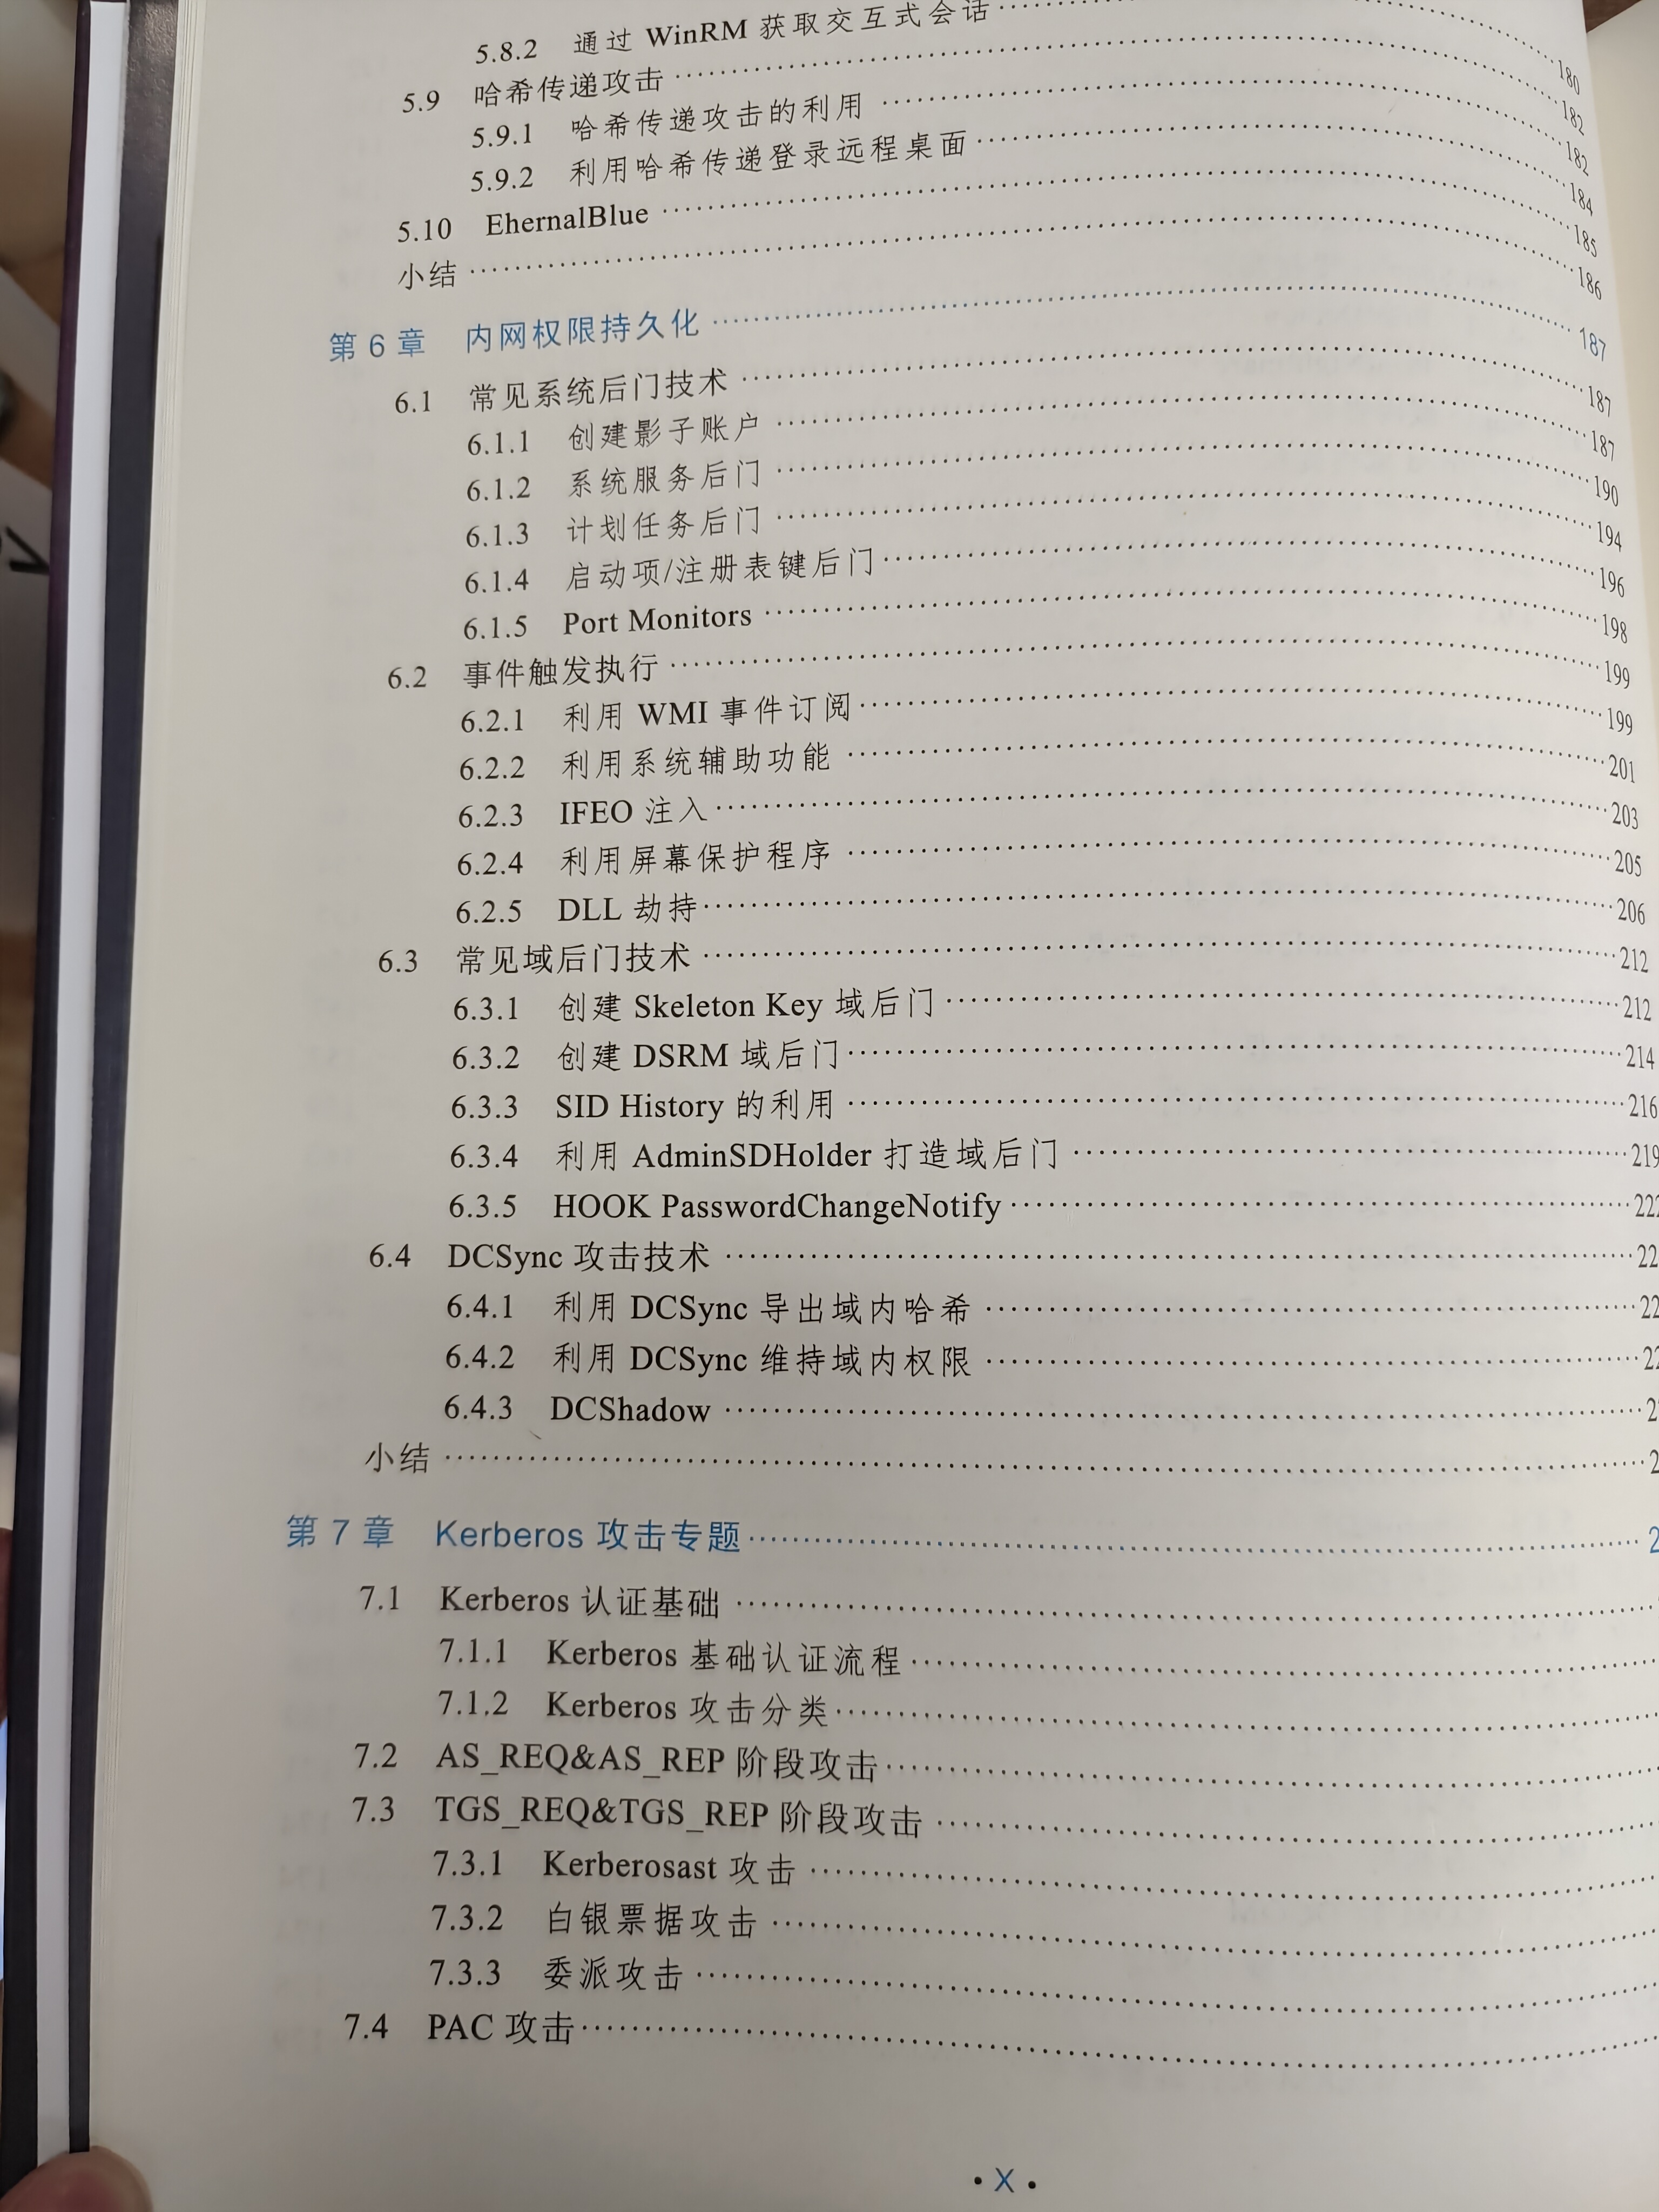 5.8.2 通过 WinRM 获取交互式会话 ⋯ 180
5.9 哈希传递攻击 ⋯ 182
5.9.1 哈希传递攻击的利用 ⋯ 182
5.9.2 利用哈希传递登录远程桌面 ⋯ 184
5.10 EhernalBlue ⋯ 185
小结 ⋯ 186
第 6 章 内网权限持久化 ⋯ 187
6.1 常见系统后门技术 ⋯ 187
6.1.1 创建影子账户 ⋯ 187
6.1.2 系统服务后门 ⋯ 190
6.1.3 计划任务后门 ⋯ 194
6.1.4 启动项/注册表键后门 ⋯ 196
6.1.5 Port Monitors ⋯ 198
6.2 事件触发执行 ⋯ 199
6.2.1 利用 WMI 事件订阅 ⋯ 199
6.2.2 利用系统辅助功能 ⋯ 201
6.2.3 IFEO 注入 ⋯ 203
6.2.4 利用屏幕保护程序 ⋯ 205
6.2.5 DLL 劫持 ⋯ 206
6.3 常见域后门技术 ⋯ 212
6.3.1 创建 Skeleton Key 域后门 ⋯ 212
6.3.2 创建 DSRM 域后门 ⋯ 214
6.3.3 SID History 的利用 ⋯ 216
6.3.4 利用 AdminSDHolder 打造域后门 ⋯ 219
6.3.5 HOOK PasswordChangeNotify ⋯ 222
6.4 DCSync 攻击技术 ⋯
6.4.1 利用 DCSync 导出域内哈希 ⋯
6.4.2 利用 DCSync 维持域内权限 ⋯
6.4.3 DCShadow ⋯
小结 ⋯
第 7 章 Kerberos 攻击专题 ⋯
7.1 Kerberos 认证基础 ⋯
7.1.1 Kerberos 基础认证流程 ⋯
7.1.2 Kerberos 攻击分类 ⋯
7.2 AS_REQ&AS_REP 阶段攻击 ⋯
7.3 TGS_REQ&TGS_REP 阶段攻击 ⋯
7.3.1 Kerberosast 攻击 ⋯
7.3.2 白银票据攻击 ⋯
7.3.3 委派攻击 ⋯
7.4 PAC 攻击 ⋯
• X •